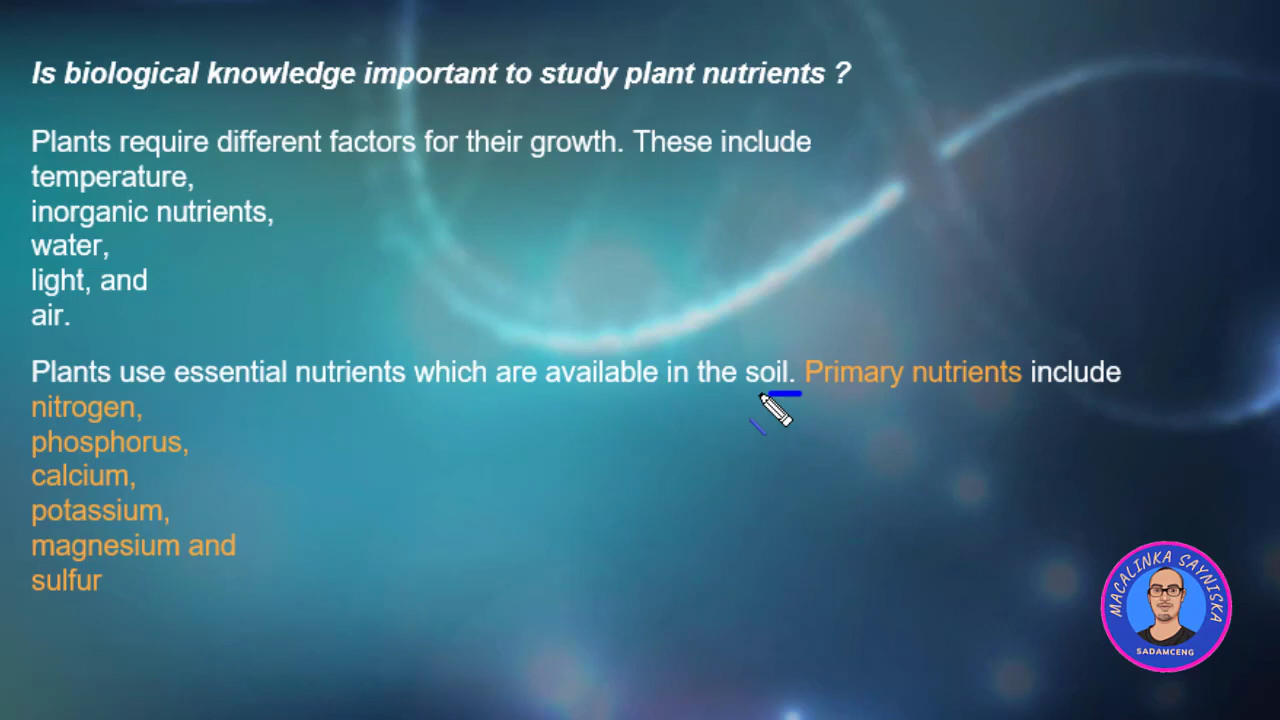 Is biological knowledge important to study plant nutrients ?
Plants require different factors for their growth. These include
temperature,
inorganic nutrients,
water,
light, and
air.
Plants use essential nutrients which are available in the soil. Primary nutrients include
nitrogen,
phosphorus,
calcium,
potassium,
magnesium and
sulfur
MACALINKA SAYNISKA
SADAMCENG